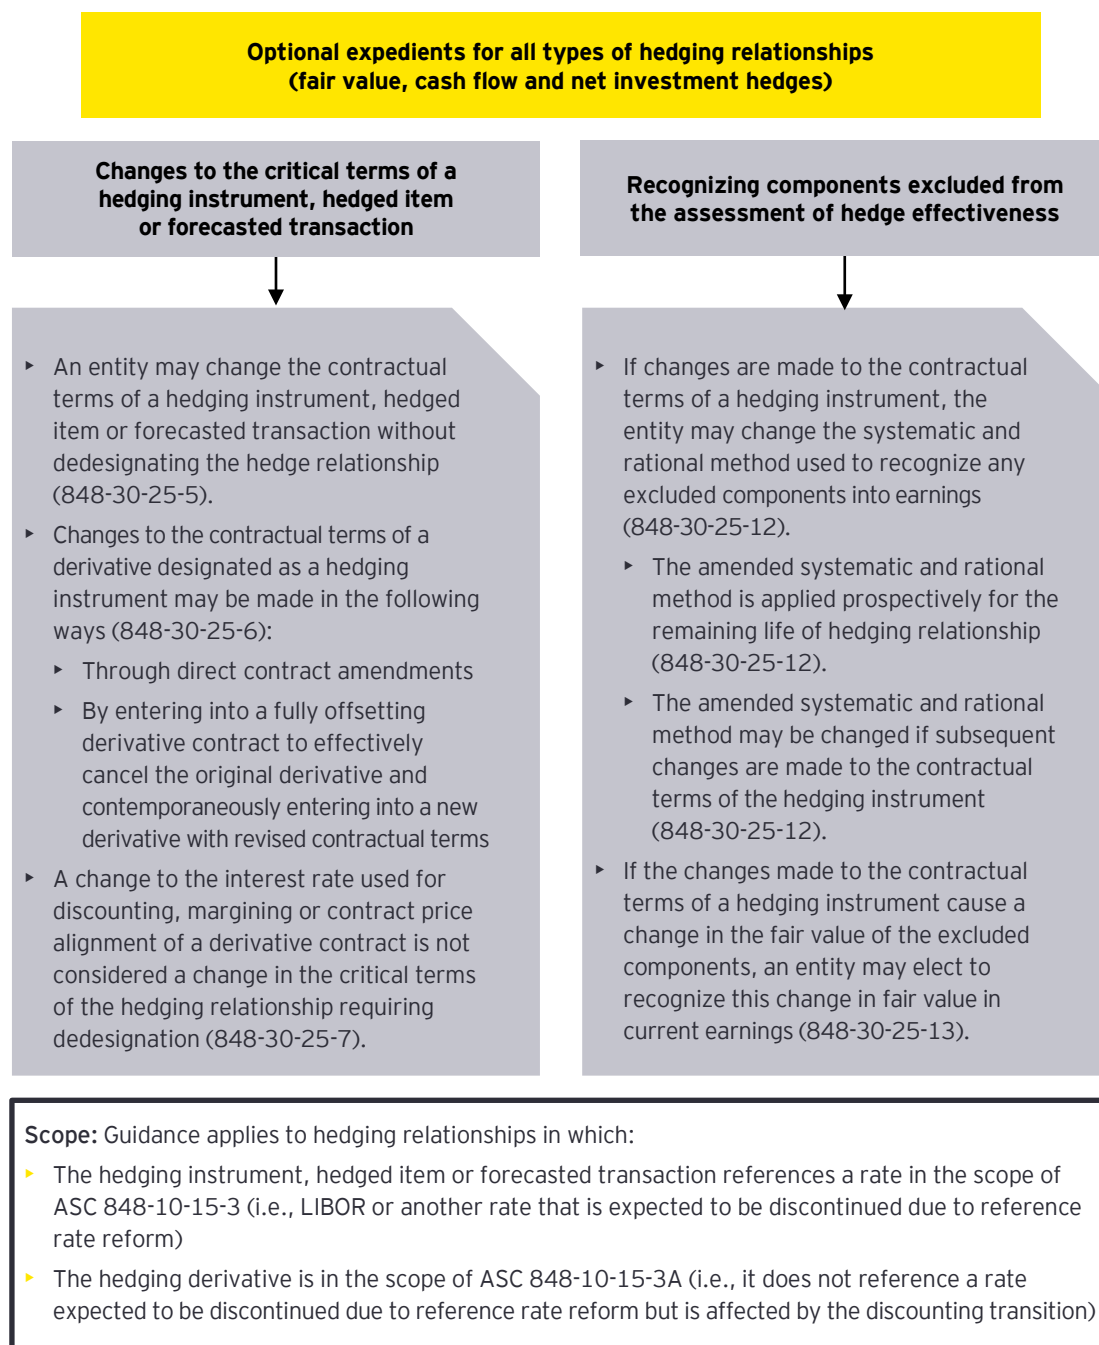 Optional expedients for all types of hedging relationships
(fair value, cash flow and net investment hedges)
Changes to the critical terms of a
hedging instrument, hedged item
or forecasted transaction
▸ An entity may change the contractual
terms of a hedging instrument, hedged
item or forecasted transaction without
dedesignating the hedge relationship
(848-30-25-5).
▸ Changes to the contractual terms of a
derivative designated as a hedging
instrument may be made in the following
ways (848-30-25-6):
▸ Through direct contract amendments
▸ By entering into a fully offsetting
derivative contract to effectively
cancel the original derivative and
contemporaneously entering into a new
derivative with revised contractual terms
▸ A change to the interest rate used for
discounting, margining or contract price
alignment of a derivative contract is not
considered a change in the critical terms
of the hedging relationship requiring
dedesignation (848-30-25-7).
Recognizing components excluded from
the assessment of hedge effectiveness
▸ If changes are made to the contractual
terms of a hedging instrument, the
entity may change the systematic and
rational method used to recognize any
excluded components into earnings
(848-30-25-12).
▸ The amended systematic and rational
method is applied prospectively for the
remaining life of hedging relationship
(848-30-25-12).
▸ The amended systematic and rational
method may be changed if subsequent
changes are made to the contractual
terms of the hedging instrument
(848-30-25-12).
▸ If the changes made to the contractual
terms of a hedging instrument cause a
change in the fair value of the excluded
components, an entity may elect to
recognize this change in fair value in
current earnings (848-30-25-13).
Scope: Guidance applies to hedging relationships in which:
▸ The hedging instrument, hedged item or forecasted transaction references a rate in the scope of
ASC 848-10-15-3 (i.e., LIBOR or another rate that is expected to be discontinued due to reference
rate reform)
▸ The hedging derivative is in the scope of ASC 848-10-15-3A (i.e., it does not reference a rate
expected to be discontinued due to reference rate reform but is affected by the discounting transition)